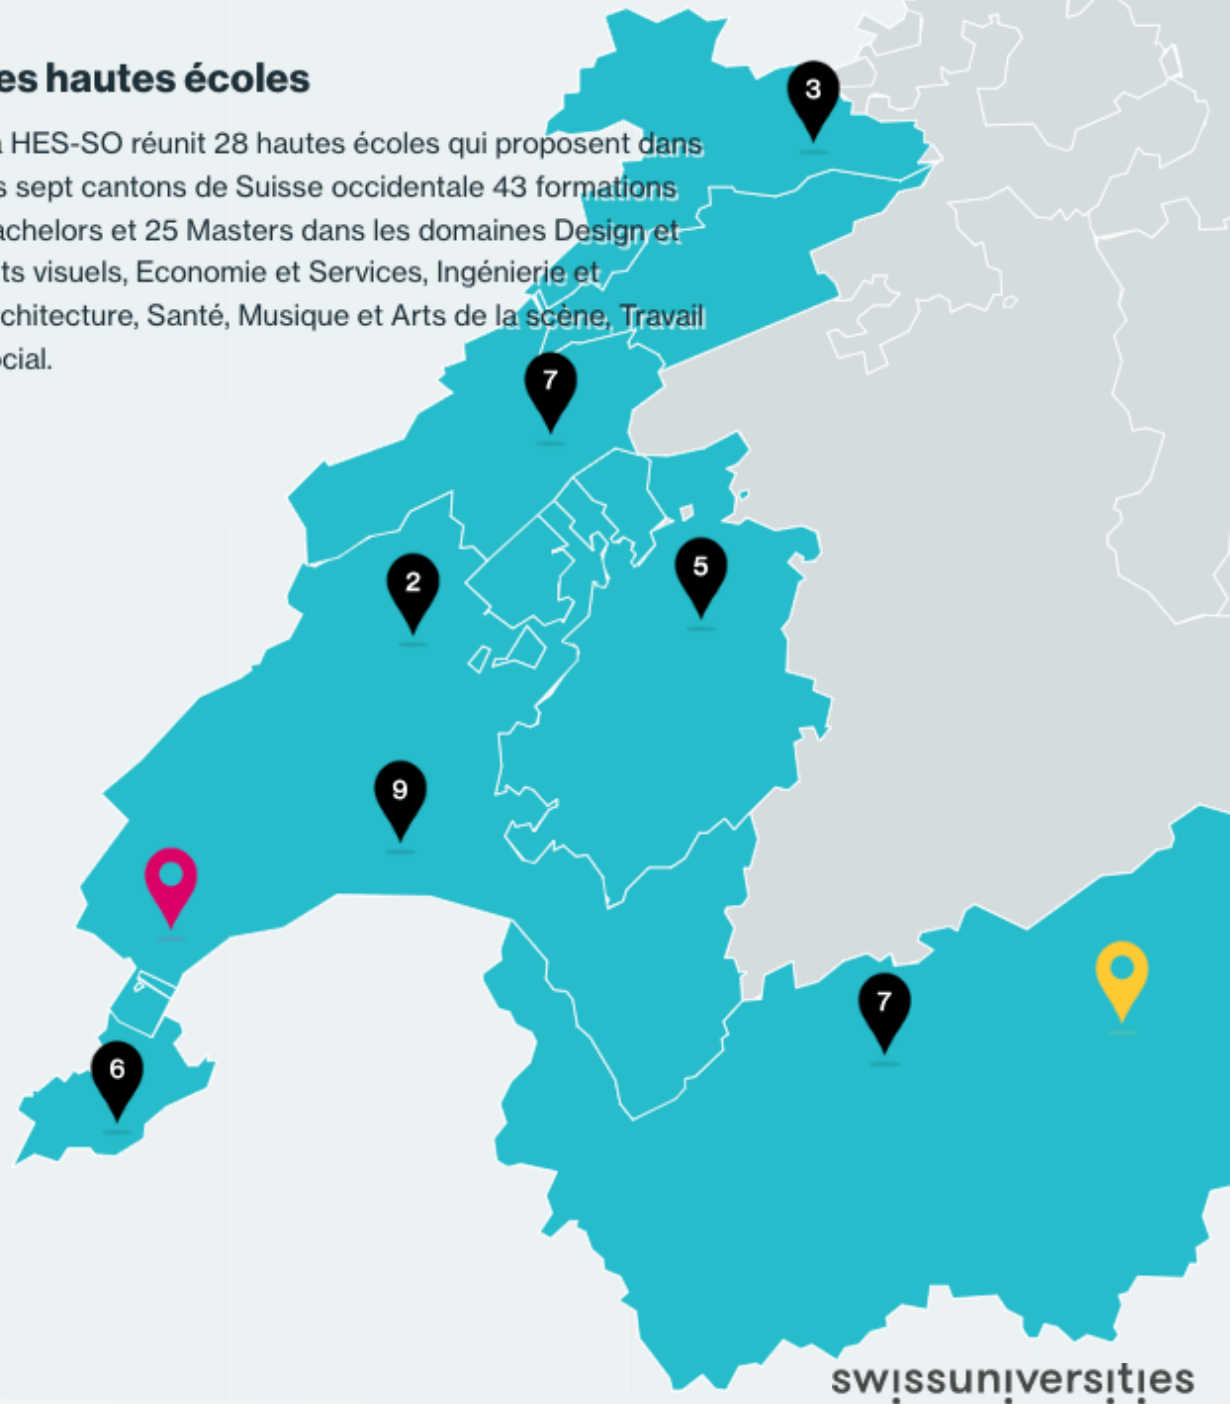 es hautes écoles
a HES-SO réunit 28 hautes écoles qui proposent dans
s sept cantons de Suisse occidentale 43 formations
achelors et 25 Masters dans les domaines Design et
ts visuels, Economie et Services, Ingénierie et
chitecture, Santé, Musique et Arts de la scène, Travail
ocial.
3
7
2
5
9
7
6
swissuniversities